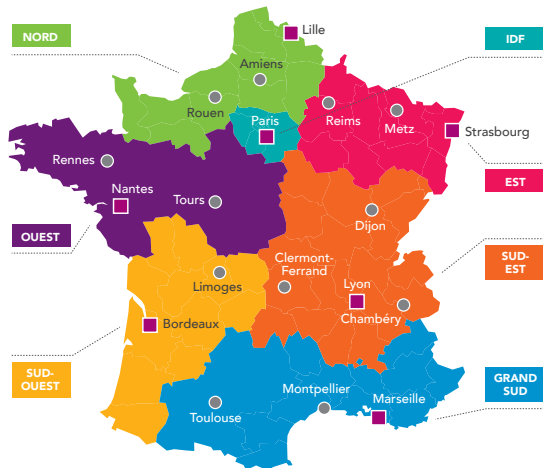 Lille
NORD
IDF
Amiens
Rouen
Paris
Reims
Metz
Strasbourg
Rennes
EST
Nantes
Tours
Dijon
OUEST
Clermont-
Ferrand
SUD-
EST
Limoges
Lyon
Chambéry
Bordeaux
SUD-
OUEST
Montpellier
Marseille
GRAND
SUD
Toulouse